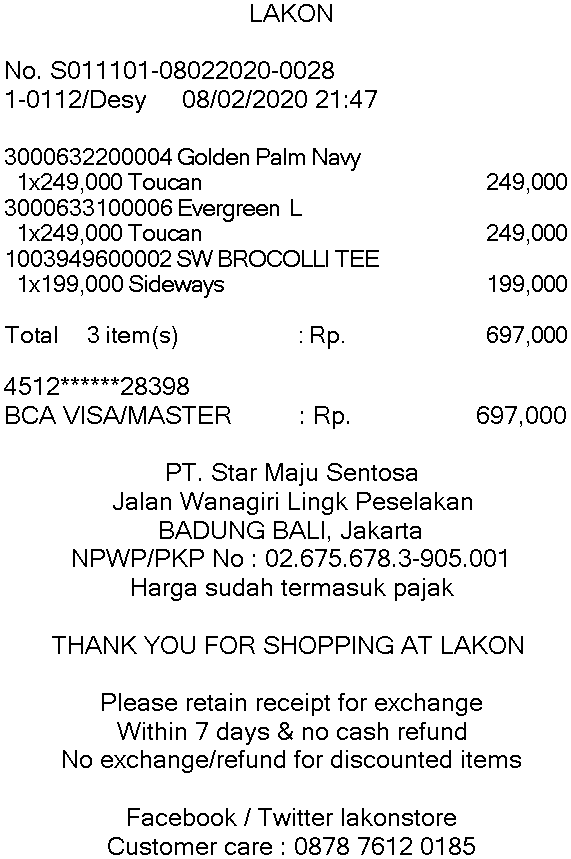 LAKON
No. S011101-08022020-0028
1-0112/Desy 08/02/2020 21:47
3000632200004 Golden Palm Navy
1x249,000 Toucan 249,000
3000633100006 Evergreen L
1x249,000 Toucan 249,000
1003949600002 SW BROCOLLI TEE
1x199,000 Sideways 199,000
Total 3 item(s) : Rp. 697,000
4512******28398
BCA VISA/MASTER : Rp. 697,000
PT. Star Maju Sentosa
Jalan Wanagiri Lingk Peselakan
BADUNG BALI, Jakarta
NPWP/PKP No : 02.675.678.3-905.001
Harga sudah termasuk pajak
THANK YOU FOR SHOPPING AT LAKON
Please retain receipt for exchange
Within 7 days & no cash refund
No exchange/refund for discounted items
Facebook / Twitter lakonstore
Customer care : 0878 7612 0185